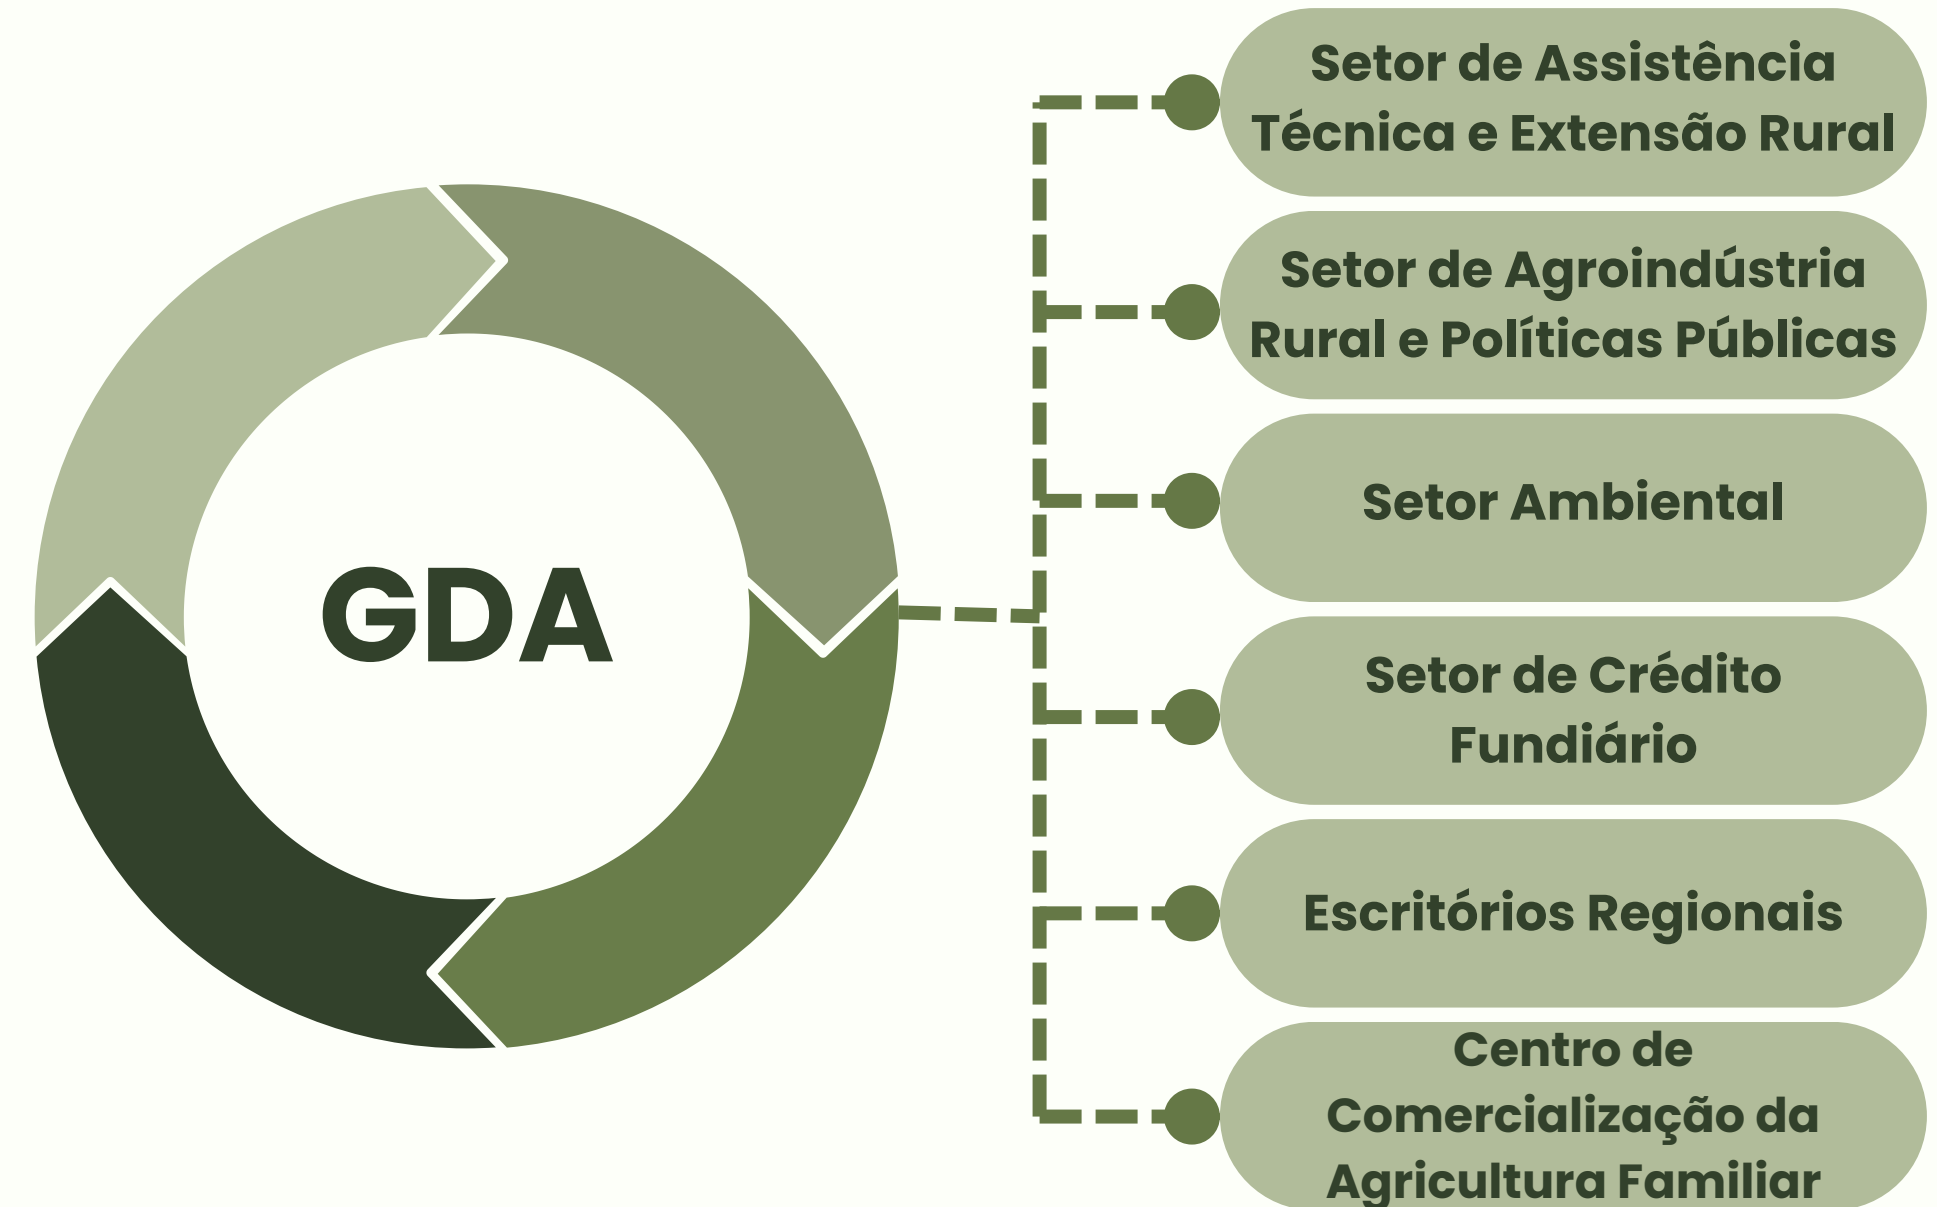 GDA
Setor de Assistência
Técnica e Extensão Rural
Setor de Agroindústria
Rural e Políticas Públicas
Setor Ambiental
Setor de Crédito
Fundiário
Escritórios Regionais
Centro de
Comercialização da
Agricultura Familiar